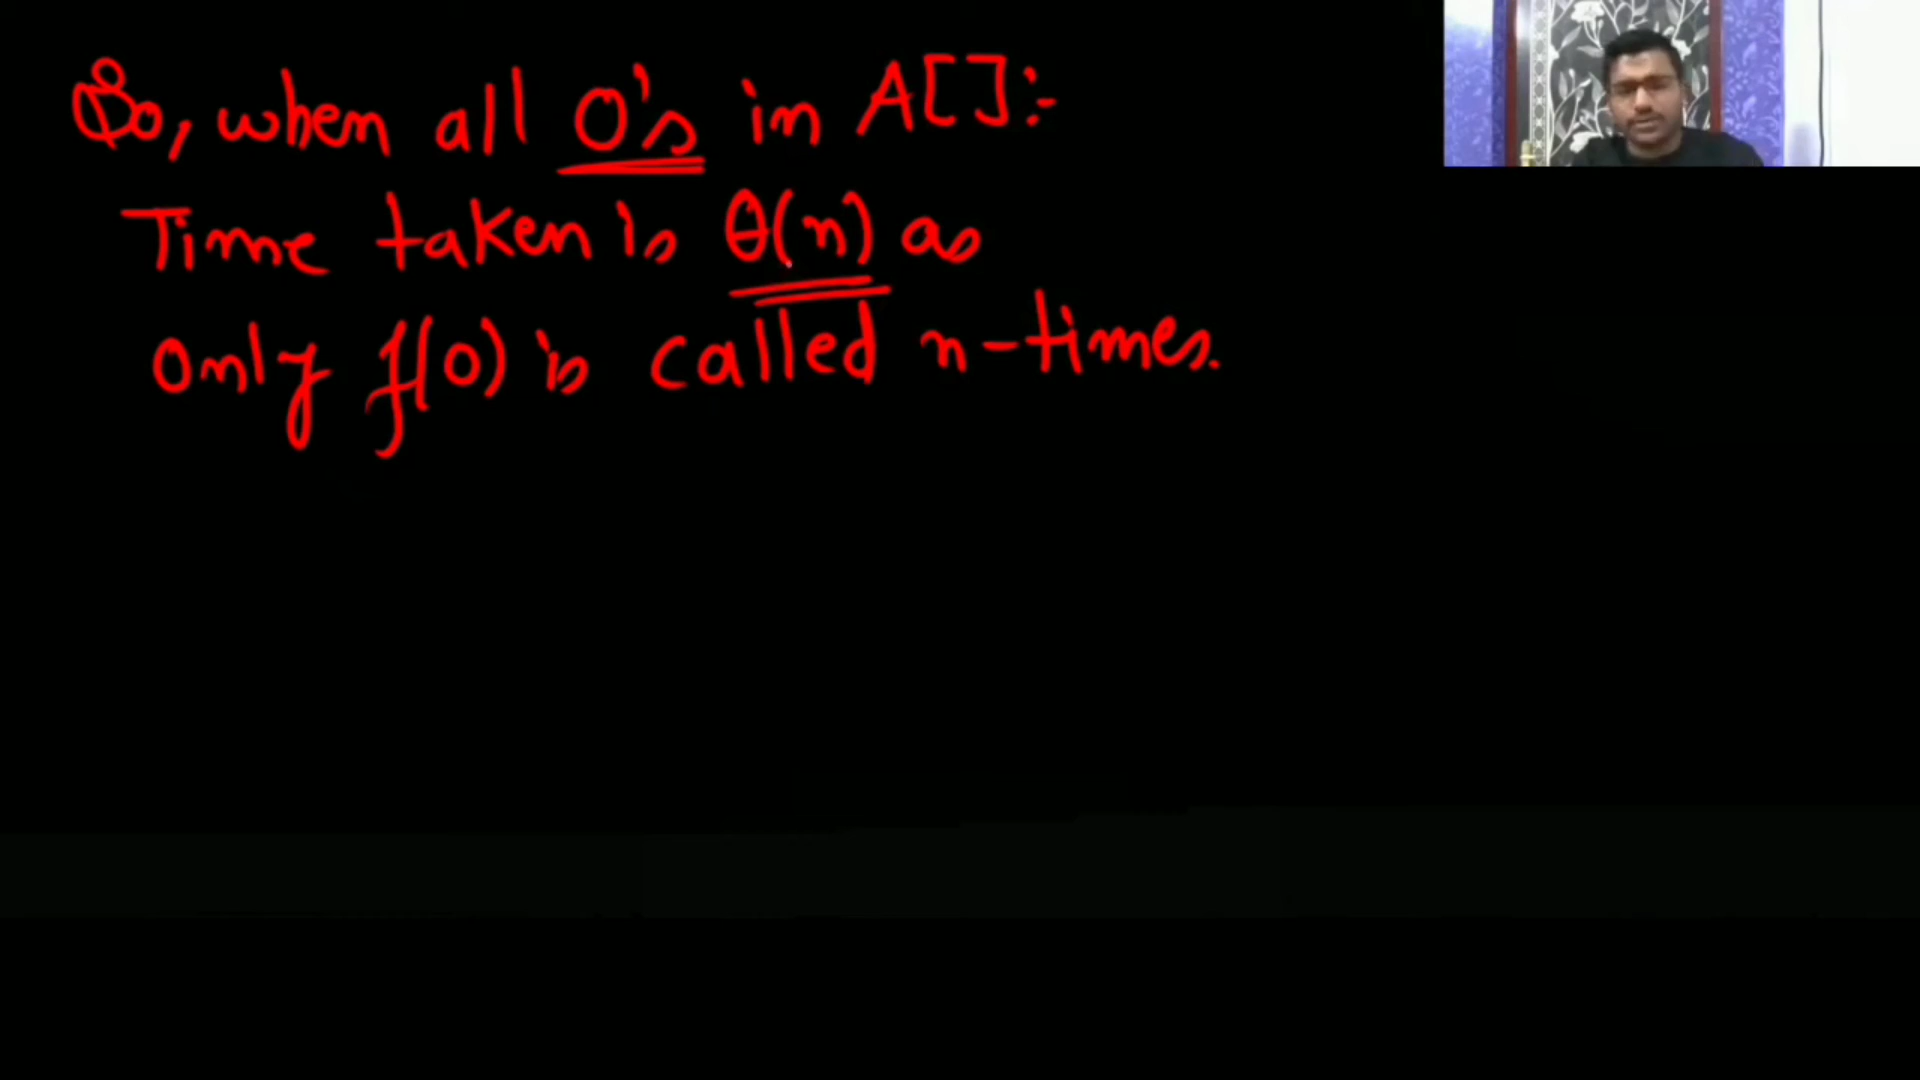 So, when all 0's in A[]:-
Time taken is θ(n) as
only f(0) is called n-times.